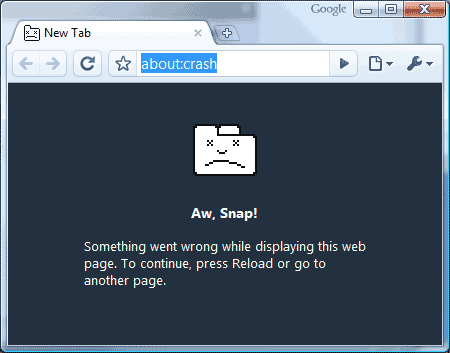 Google
New Tab
about:crash
Aw, Snap!
Something went wrong while displaying this web
page. To continue, press Reload or go to
another page.